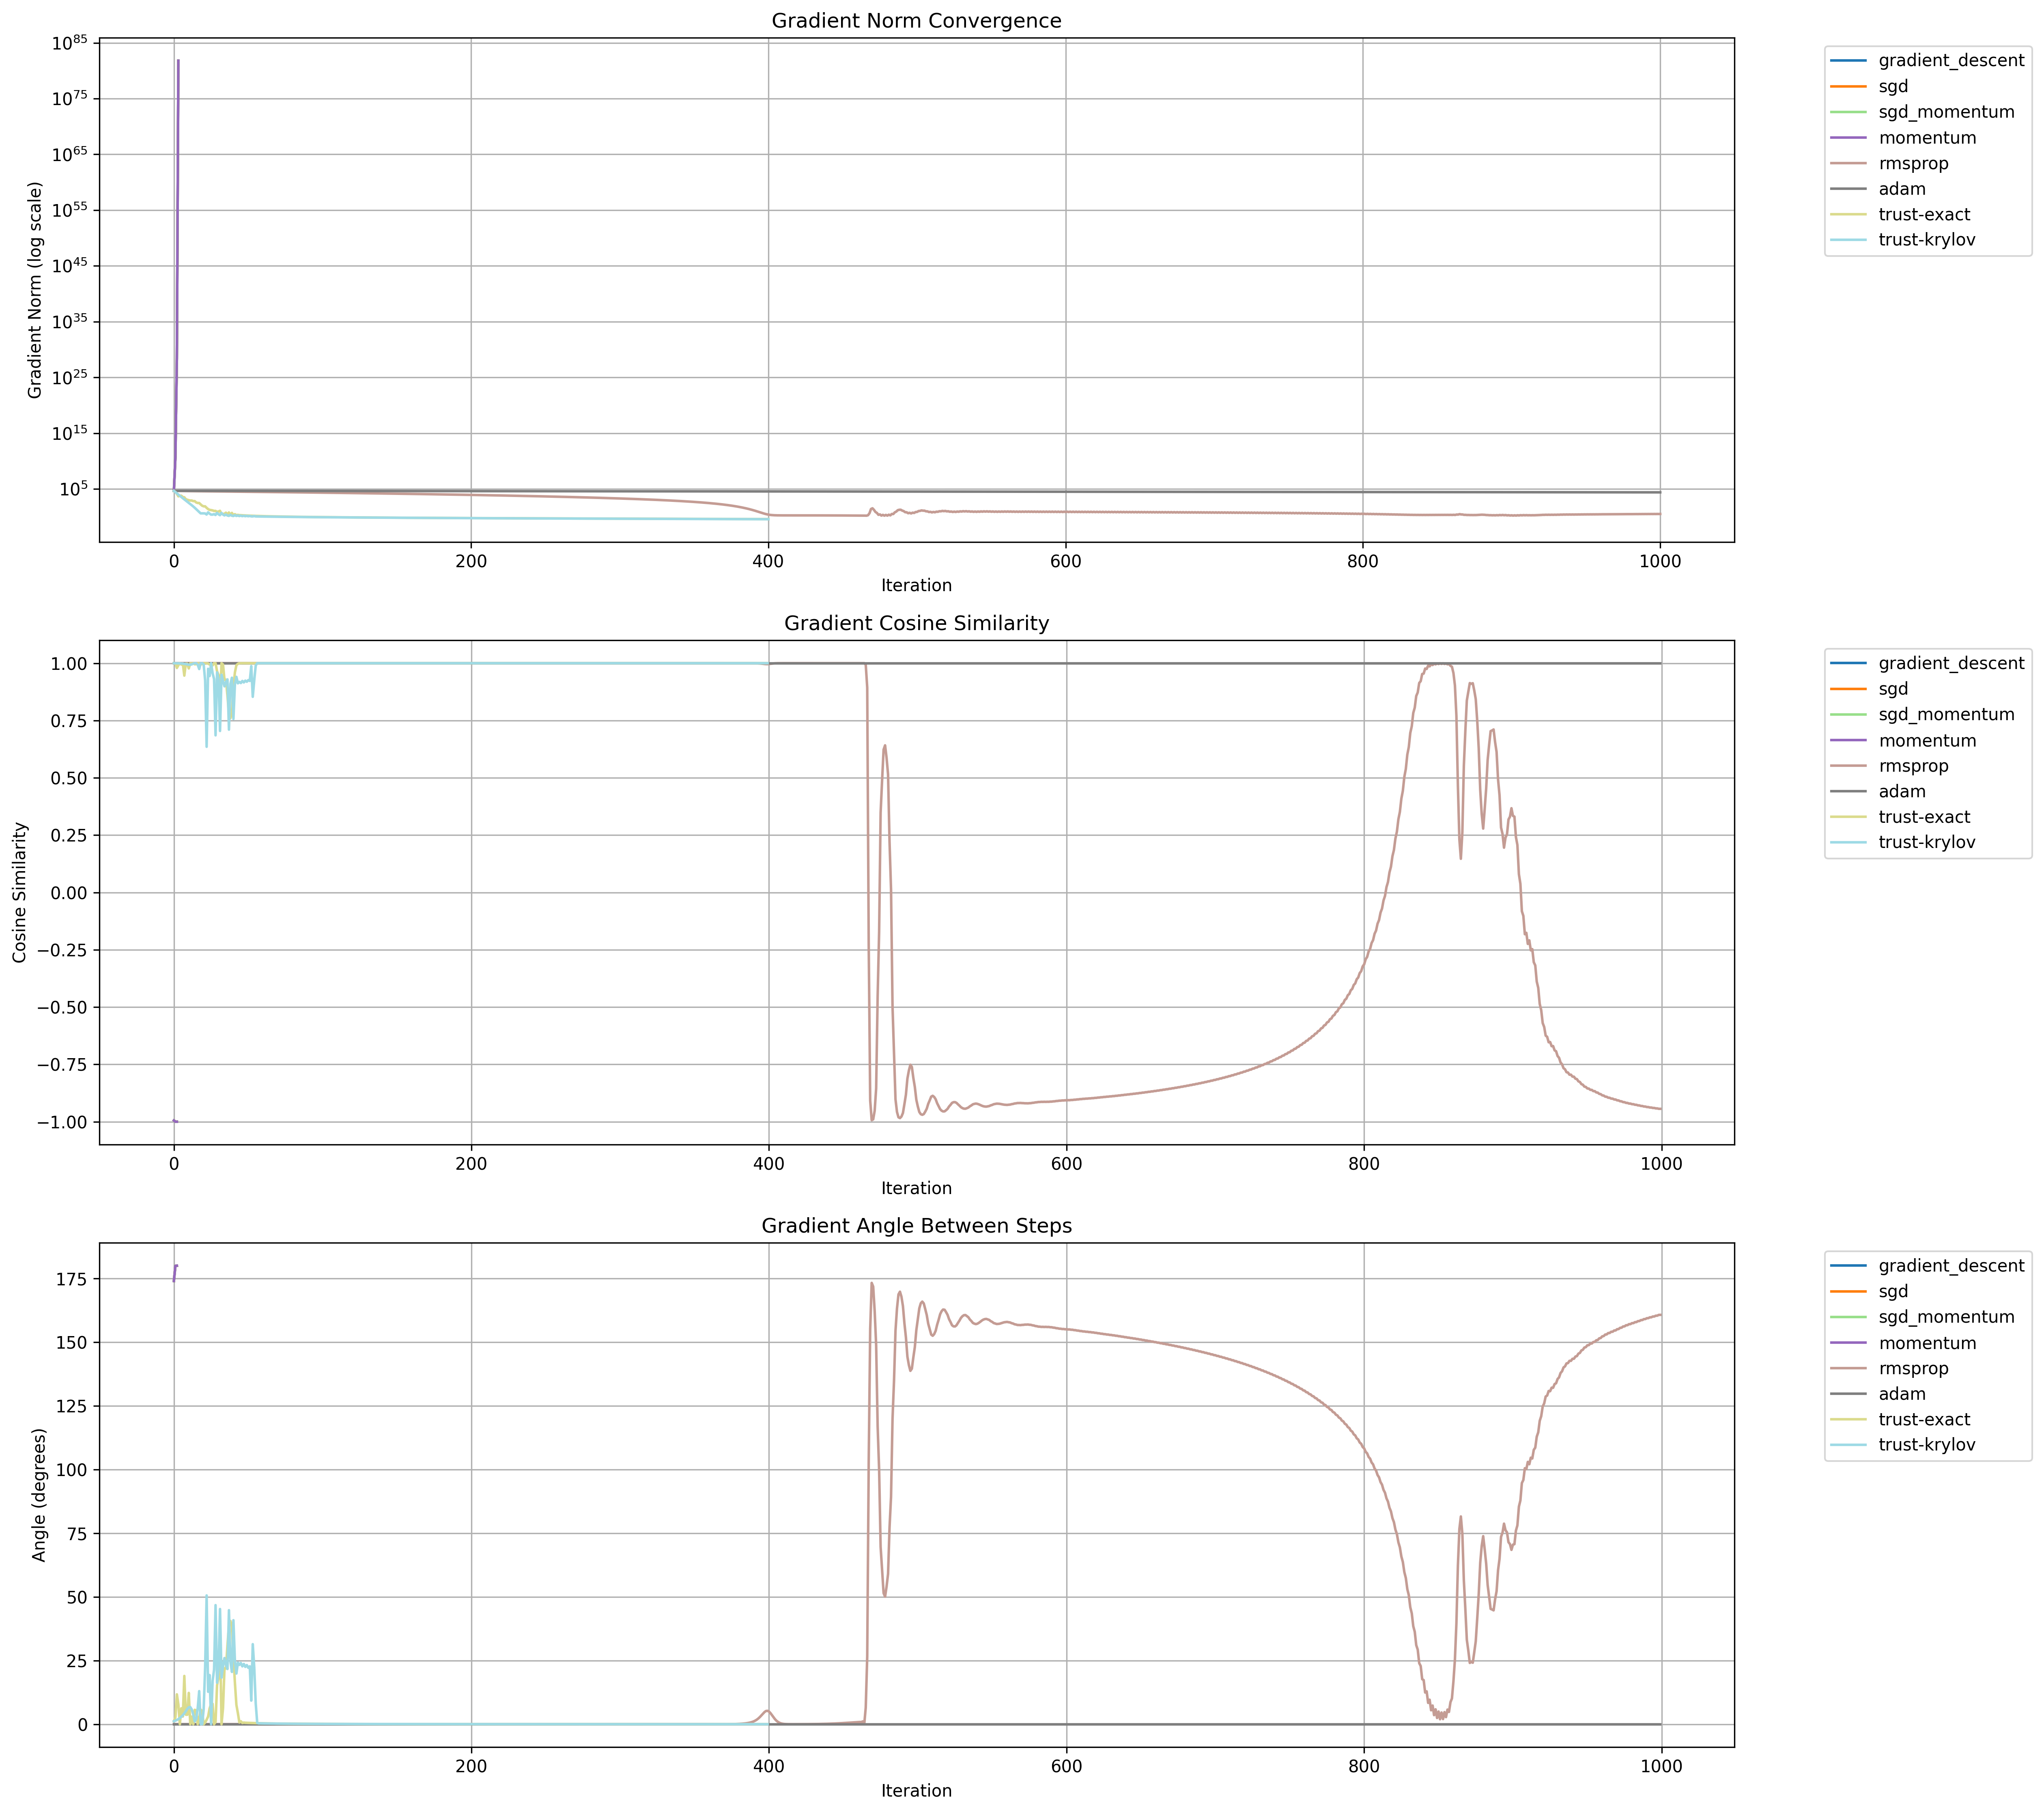 Gradient Norm Convergence
10^85
10^75
10^65
10^55
10^45
10^35
10^25
10^15
10^5
Gradient Norm (log scale)
0 200 400 600 800 1000
Iteration
gradient_descent
sgd
sgd_momentum
momentum
rmsprop
adam
trust-exact
trust-krylov
Gradient Cosine Similarity
1.00
0.75
0.50
0.25
0.00
−0.25
−0.50
−0.75
−1.00
Cosine Similarity
0 200 400 600 800 1000
Iteration
gradient_descent
sgd
sgd_momentum
momentum
rmsprop
adam
trust-exact
trust-krylov
Gradient Angle Between Steps
175
150
125
100
75
50
25
0
Angle (degrees)
0 200 400 600 800 1000
Iteration
gradient_descent
sgd
sgd_momentum
momentum
rmsprop
adam
trust-exact
trust-krylov